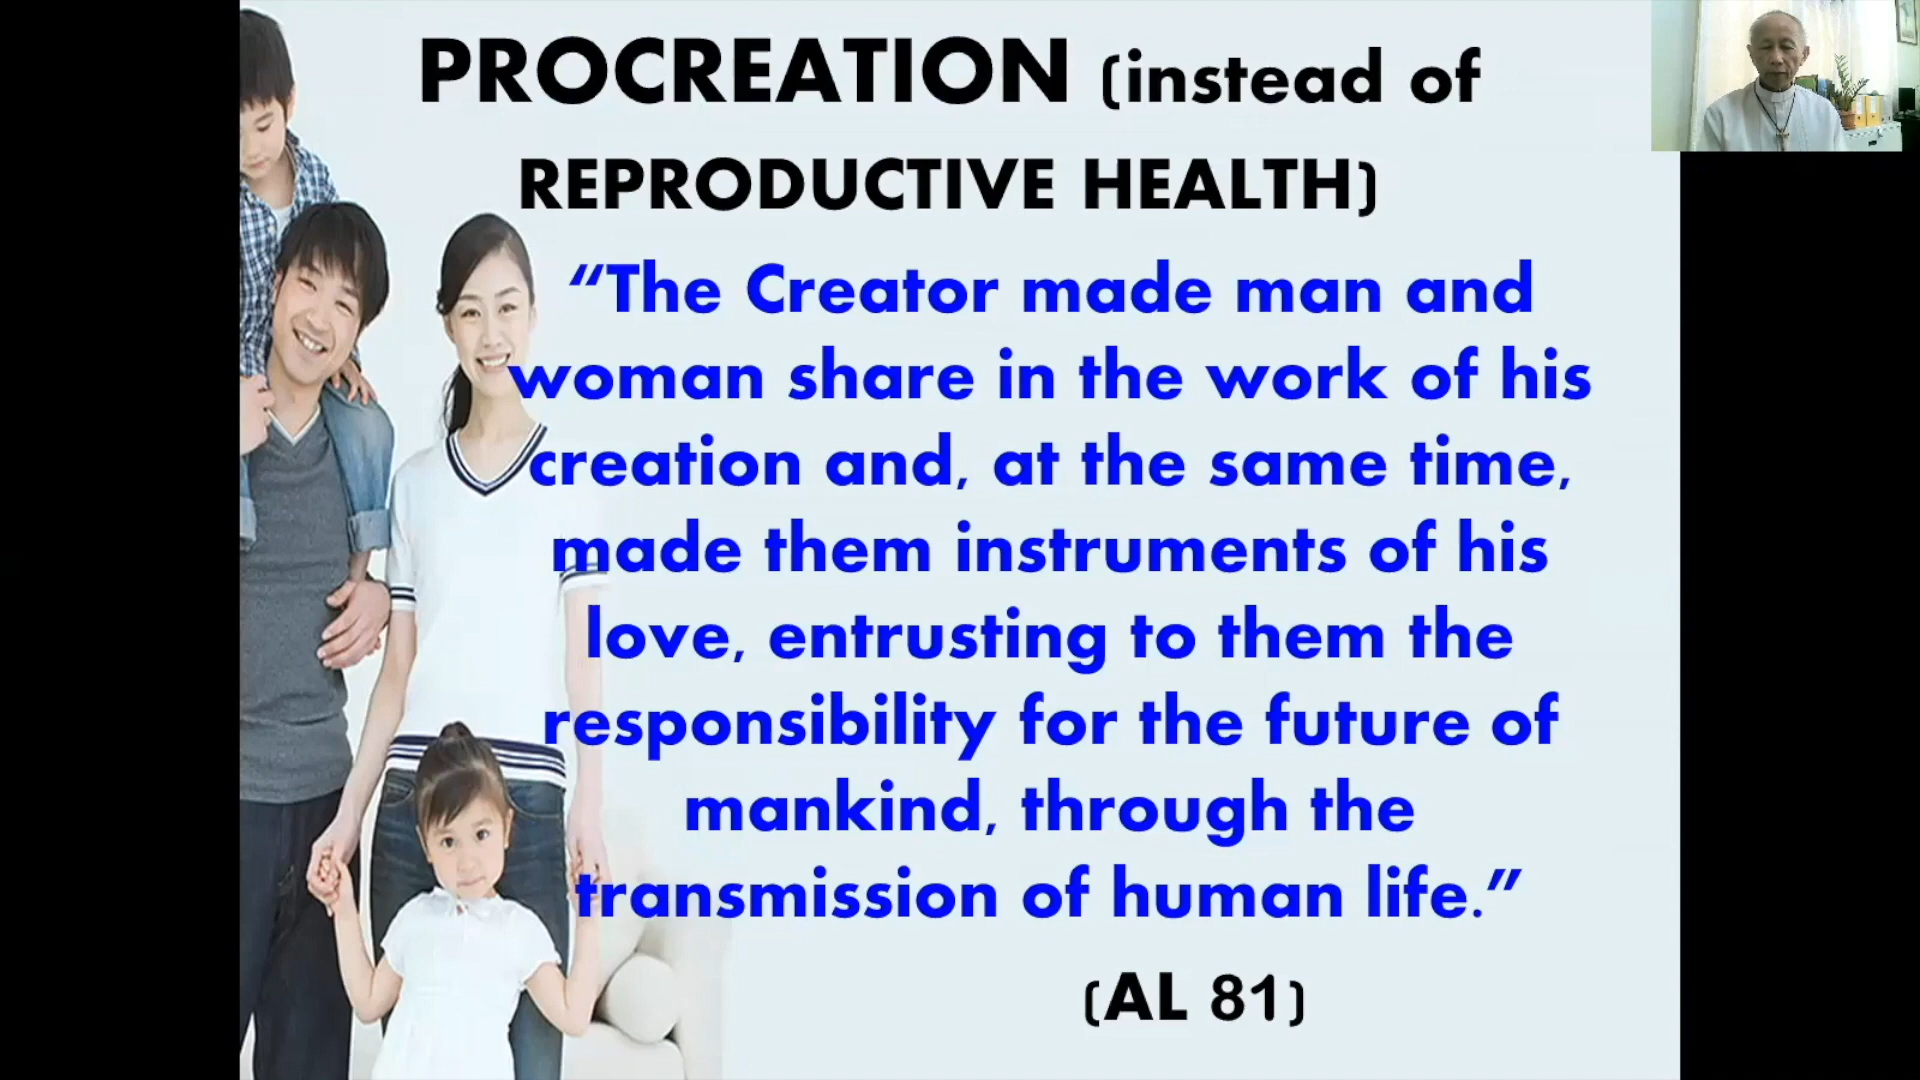 PROCREATION (instead of
REPRODUCTIVE HEALTH)
“The Creator made man and
woman share in the work of his
creation and, at the same time,
made them instruments of his
love, entrusting to them the
responsibility for the future of
mankind, through the
transmission of human life.”
(AL 81)